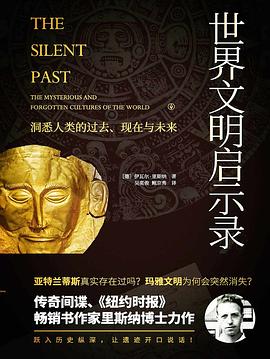 THE
SILENT
PAST
THE MYSTERIOUS AND
FORGOTTEN CULTURES OF THE WORLD
洞悉人类的过去、现在与未来
世界文明启示录
[德] 伊瓦尔·里斯纳 著
吴奕俊 鲍京秀 译
亚特兰蒂斯真实存在过吗？玛雅文明为何会突然消失？
传奇间谍、《纽约时报》
畅销书作家里斯纳博士力作
跃入历史纵深，让遗迹开口说话！